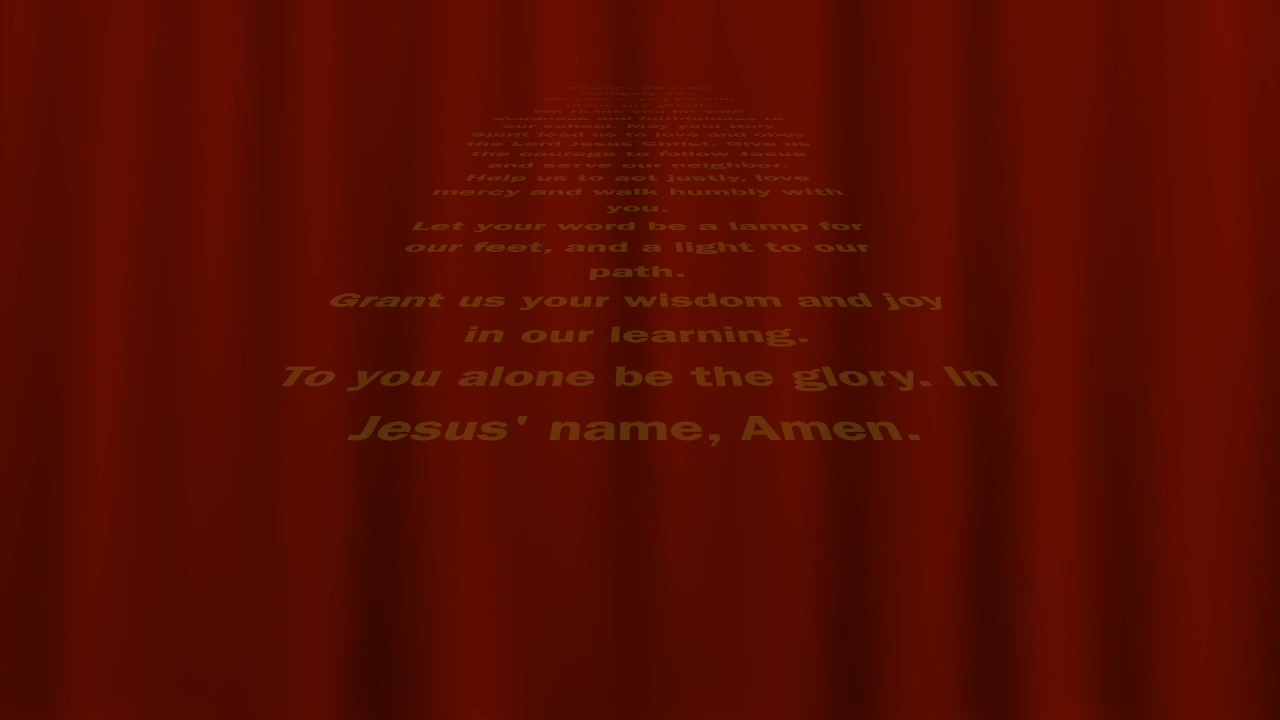 We thank you for your
goodness and faithfulness to
our school. May your Holy
Spirit lead us to love and obey
the Lord Jesus Christ. Give us
the courage to follow Jesus
and serve our neighbor.
Help us to act justly, love
mercy and walk humbly with
you.
Let your word be a lamp for
our feet, and a light to our
path.
Grant us your wisdom and joy
in our learning.
To you alone be the glory. In
Jesus' name, Amen.